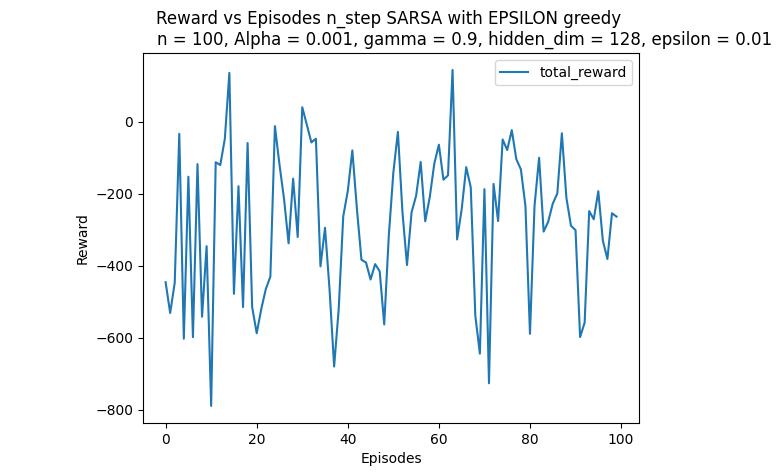 Reward vs Episodes n_step SARSA with EPSILON greedy
n = 100, Alpha = 0.001, gamma = 0.9, hidden_dim = 128, epsilon = 0.01
total_reward
0
−200
−400
−600
−800
Reward
0 20 40 60 80 100
Episodes